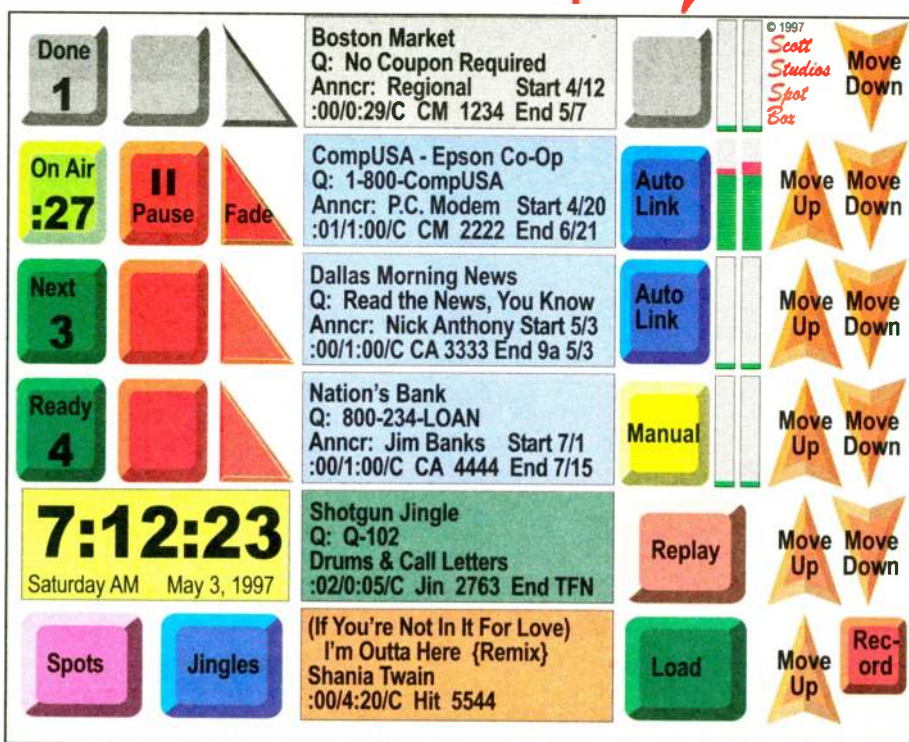 Done
1
Boston Market
Q: No Coupon Required
Anncr: Regional Start 4/12
:00/0:29/C CM 1234 End 5/7
© 1997
Scott
Studios
Spot
Box
Move
Down
On Air
:27
Pause
Fade
CompUSA - Epson Co-Op
Q: 1-800-CompUSA
Anncr: P.C. Modem Start 4/20
:01/1:00/C CM 2222 End 6/21
Auto
Link
Move
Up
Move
Down
Next
3
Dallas Morning News
Q: Read the News, You Know
Anncr: Nick Anthony Start 5/3
:00/1:00/C CA 3333 End 9a 5/3
Auto
Link
Move
Up
Move
Down
Ready
4
Nation's Bank
Q: 800-234-LOAN
Anncr: Jim Banks Start 7/1
:00/1:00/C CA 4444 End 7/15
Manual
Move
Up
Move
Down
7:12:23
Saturday AM May 3, 1997
Shotgun Jingle
Q: Q-102
Drums & Call Letters
:02/0:05/C Jin 2763 End TFN
Replay
Move
Up
Move
Down
Spots
Jingles
(If You're Not In It For Love)
I'm Outta Here {Remix}
Shania Twain
:00/4:20/C Hit 5544
Load
Move
Up
Rec-
ord